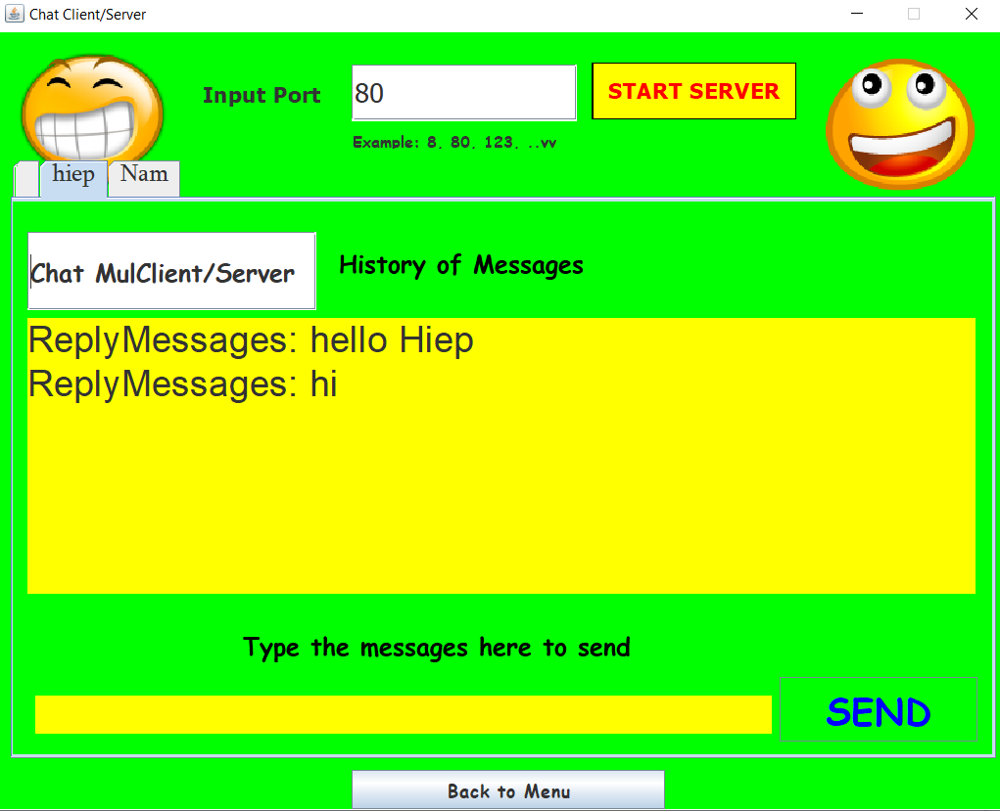 Chat Client/Server
Input Port
80
START SERVER
Example: 8, 80, 123, ..vv
hiep
Nam
Chat MulClient/Server
History of Messages
ReplyMessages: hello Hiep
ReplyMessages: hi
Type the messages here to send
SEND
Back to Menu